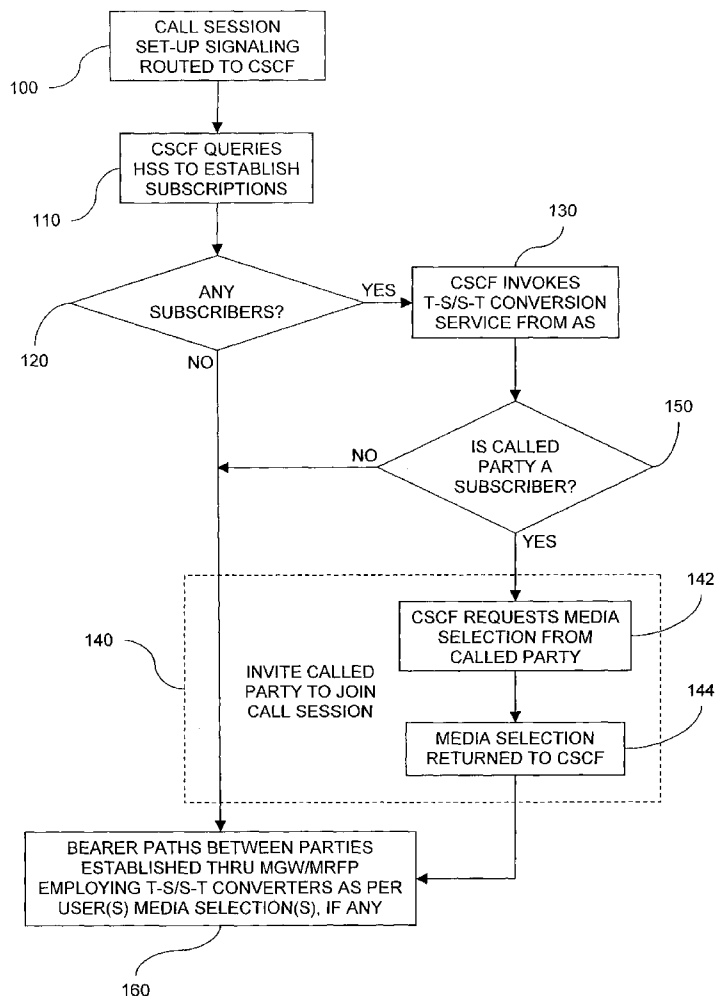 CALL SESSION
SET-UP SIGNALING
ROUTED TO CSCF
100
CSCF QUERIES
HSS TO ESTABLISH
SUBSCRIPTIONS
110
ANY
SUBSCRIBERS?
120
YES
NO
130
CSCF INVOKES
T-S/S-T CONVERSION
SERVICE FROM AS
150
IS CALLED
PARTY A
SUBSCRIBER?
NO
YES
142
CSCF REQUESTS MEDIA
SELECTION FROM
CALLED PARTY
140
INVITE CALLED
PARTY TO JOIN
CALL SESSION
144
MEDIA SELECTION
RETURNED TO CSCF
BEARER PATHS BETWEEN PARTIES
ESTABLISHED THRU MGW/MRFP
EMPLOYING T-S/S-T CONVERTERS AS PER
USER(S) MEDIA SELECTION(S), IF ANY
160